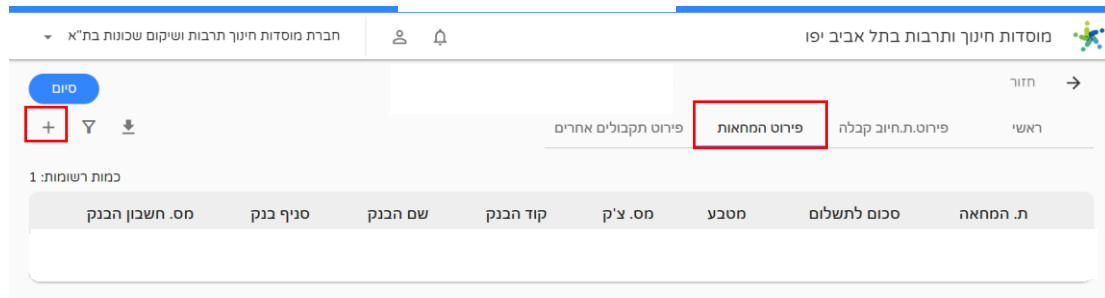 מוסדות חינוך ותרבות בתל אביב יפו
חברת מוסדות חינוך תרבות ושיקום שכונות בת"א
חזור
סיום
ראשי פירוט.ת.חיוב קבלה פירוט המחאות פירוט תקבולים אחרים
כמות רשומות: 1
ת. המחאה סכום לתשלום מטבע מס. צ'ק קוד הבנק שם הבנק סניף בנק מס. חשבון הבנק